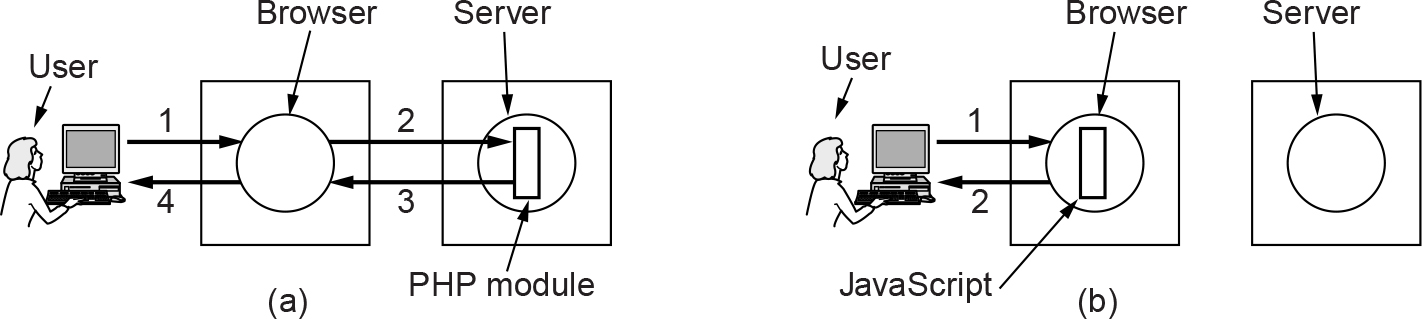 Browser
Server
User
1
2
4
3
PHP module
(a)
Browser
Server
User
1
2
JavaScript
(b)